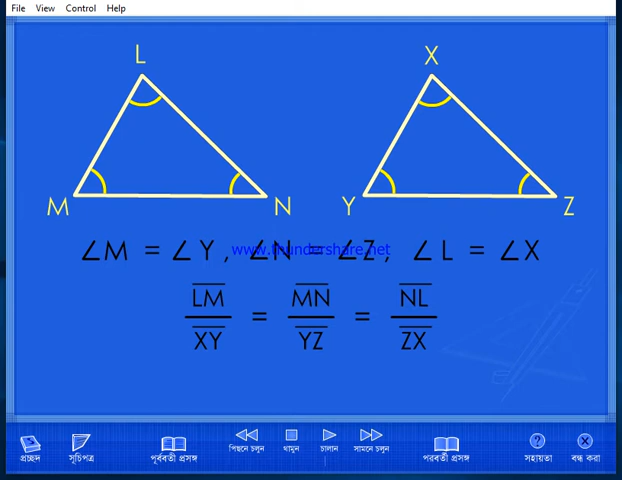 File View Control Help
L
X
M
N
Y
Z
∠M = ∠Y, ∠N = ∠Z, ∠L = ∠X
www.thundershare.net
LM MN NL
= =
XY YZ ZX
প্রচ্ছদ সূচিপত্র পূর্ববর্তী প্রসঙ্গ পিছনে চলুন থামুন চালান সামনে চলুন পরবর্তী প্রসঙ্গ সহায়তা বন্ধ করা